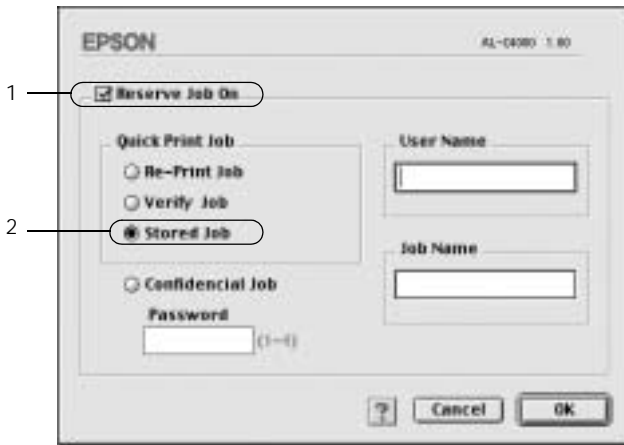 EPSON
AL-C4000 1.80
1
Reserve Job On
Quick Print Job
Re-Print Job
Verify Job
2
Stored Job
Confidencial Job
Password
(1-4)
User Name
Job Name
?
Cancel
OK